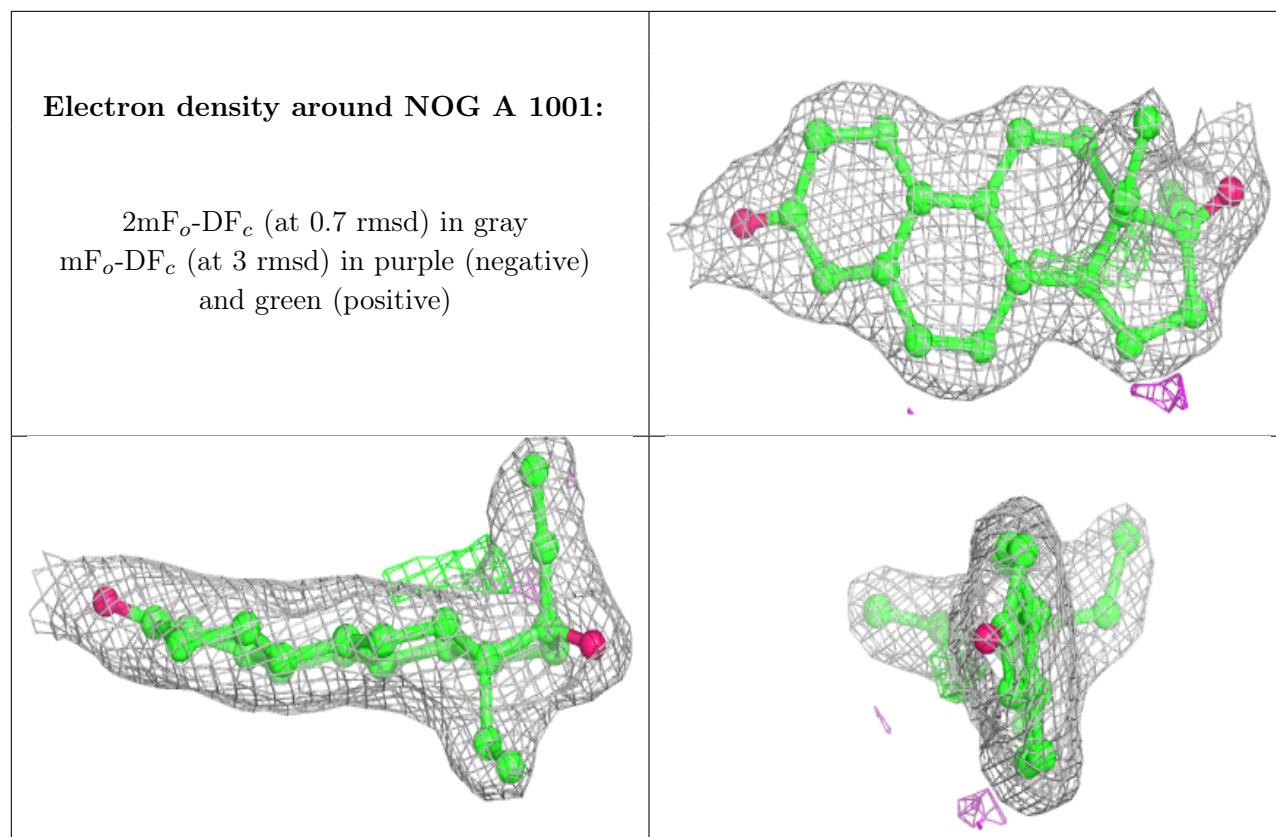 Electron density around NOG A 1001:
2mFo-DFc (at 0.7 rmsd) in gray
mFo-DFc (at 3 rmsd) in purple (negative)
and green (positive)